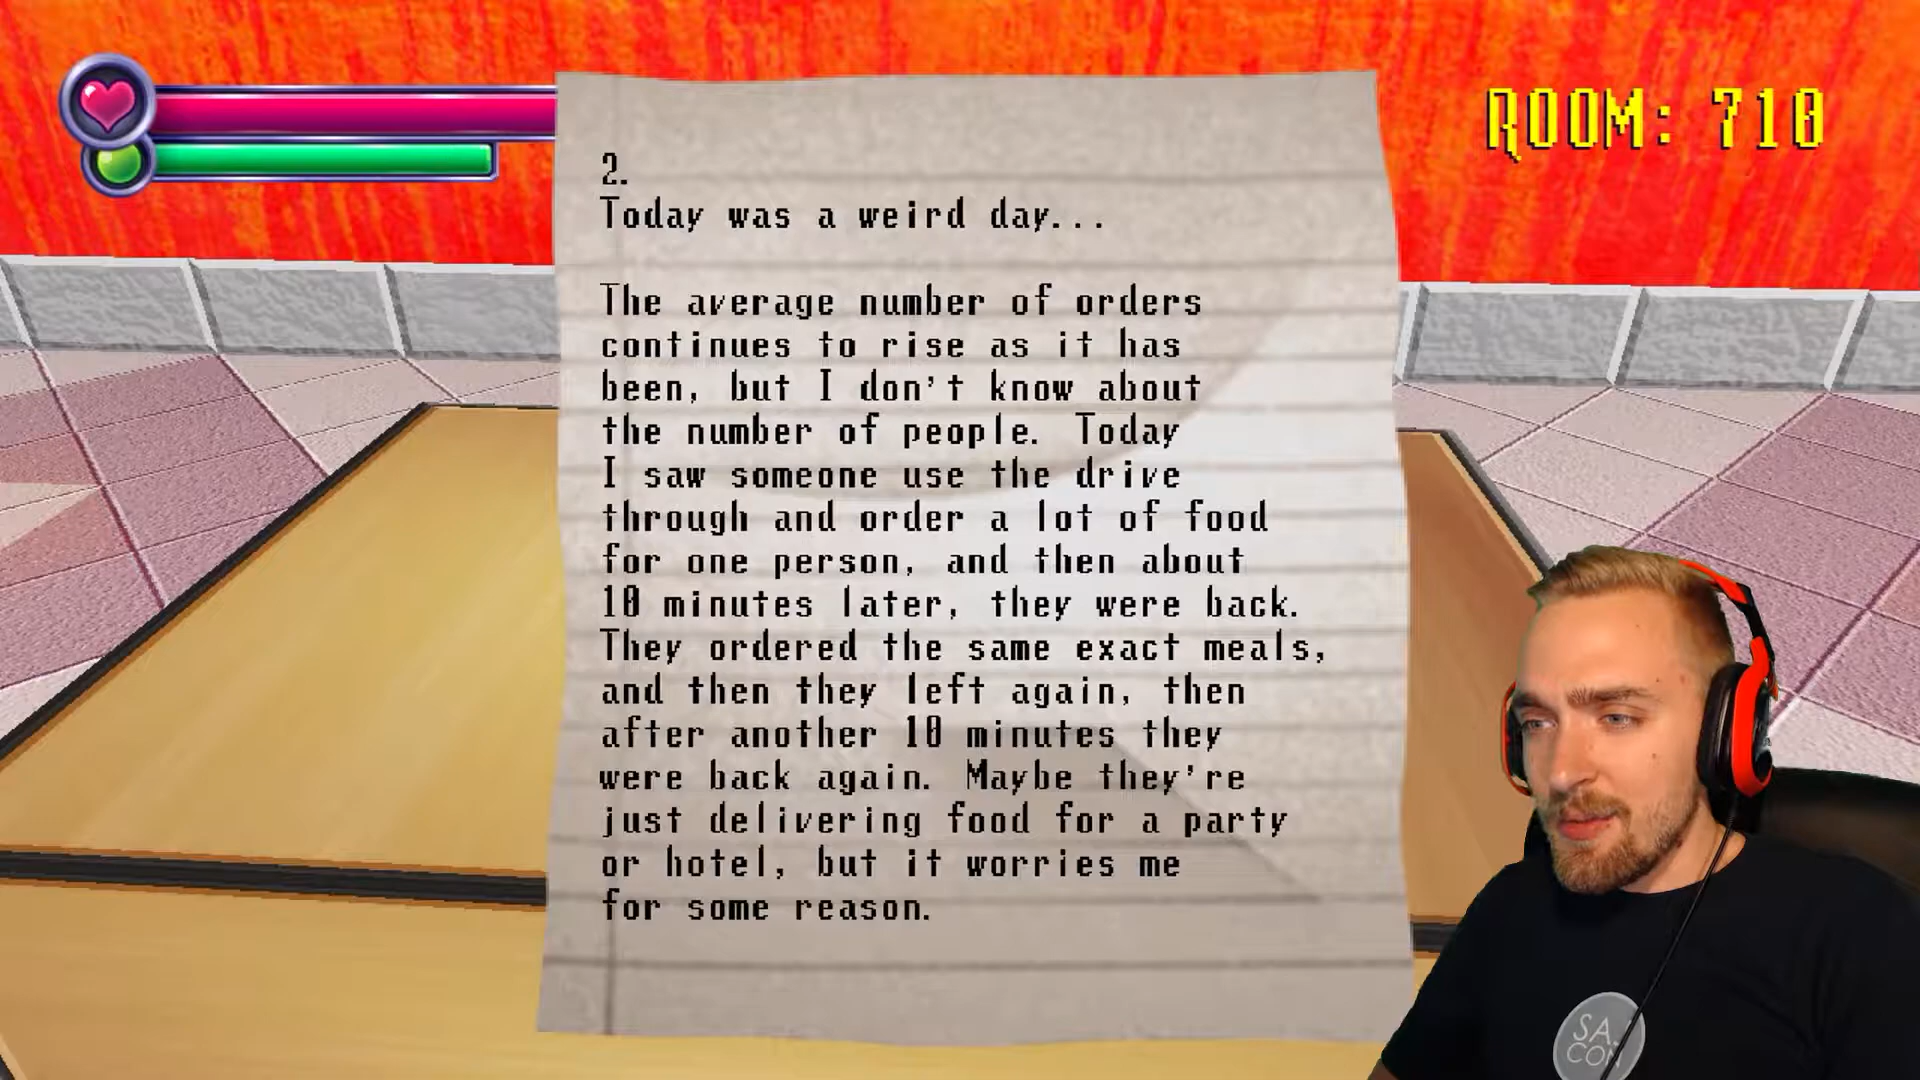 ROOM: 710
2.
Today was a weird day...
The average number of orders
continues to rise as it has
been, but I don't know about
the number of people. Today
I saw someone use the drive
through and order a lot of food
for one person, and then about
10 minutes later, they were back.
They ordered the same exact meals,
and then they left again, then
after another 10 minutes they
were back again. Maybe they're
just delivering food for a party
or hotel, but it worries me
for some reason.
SA.
CON